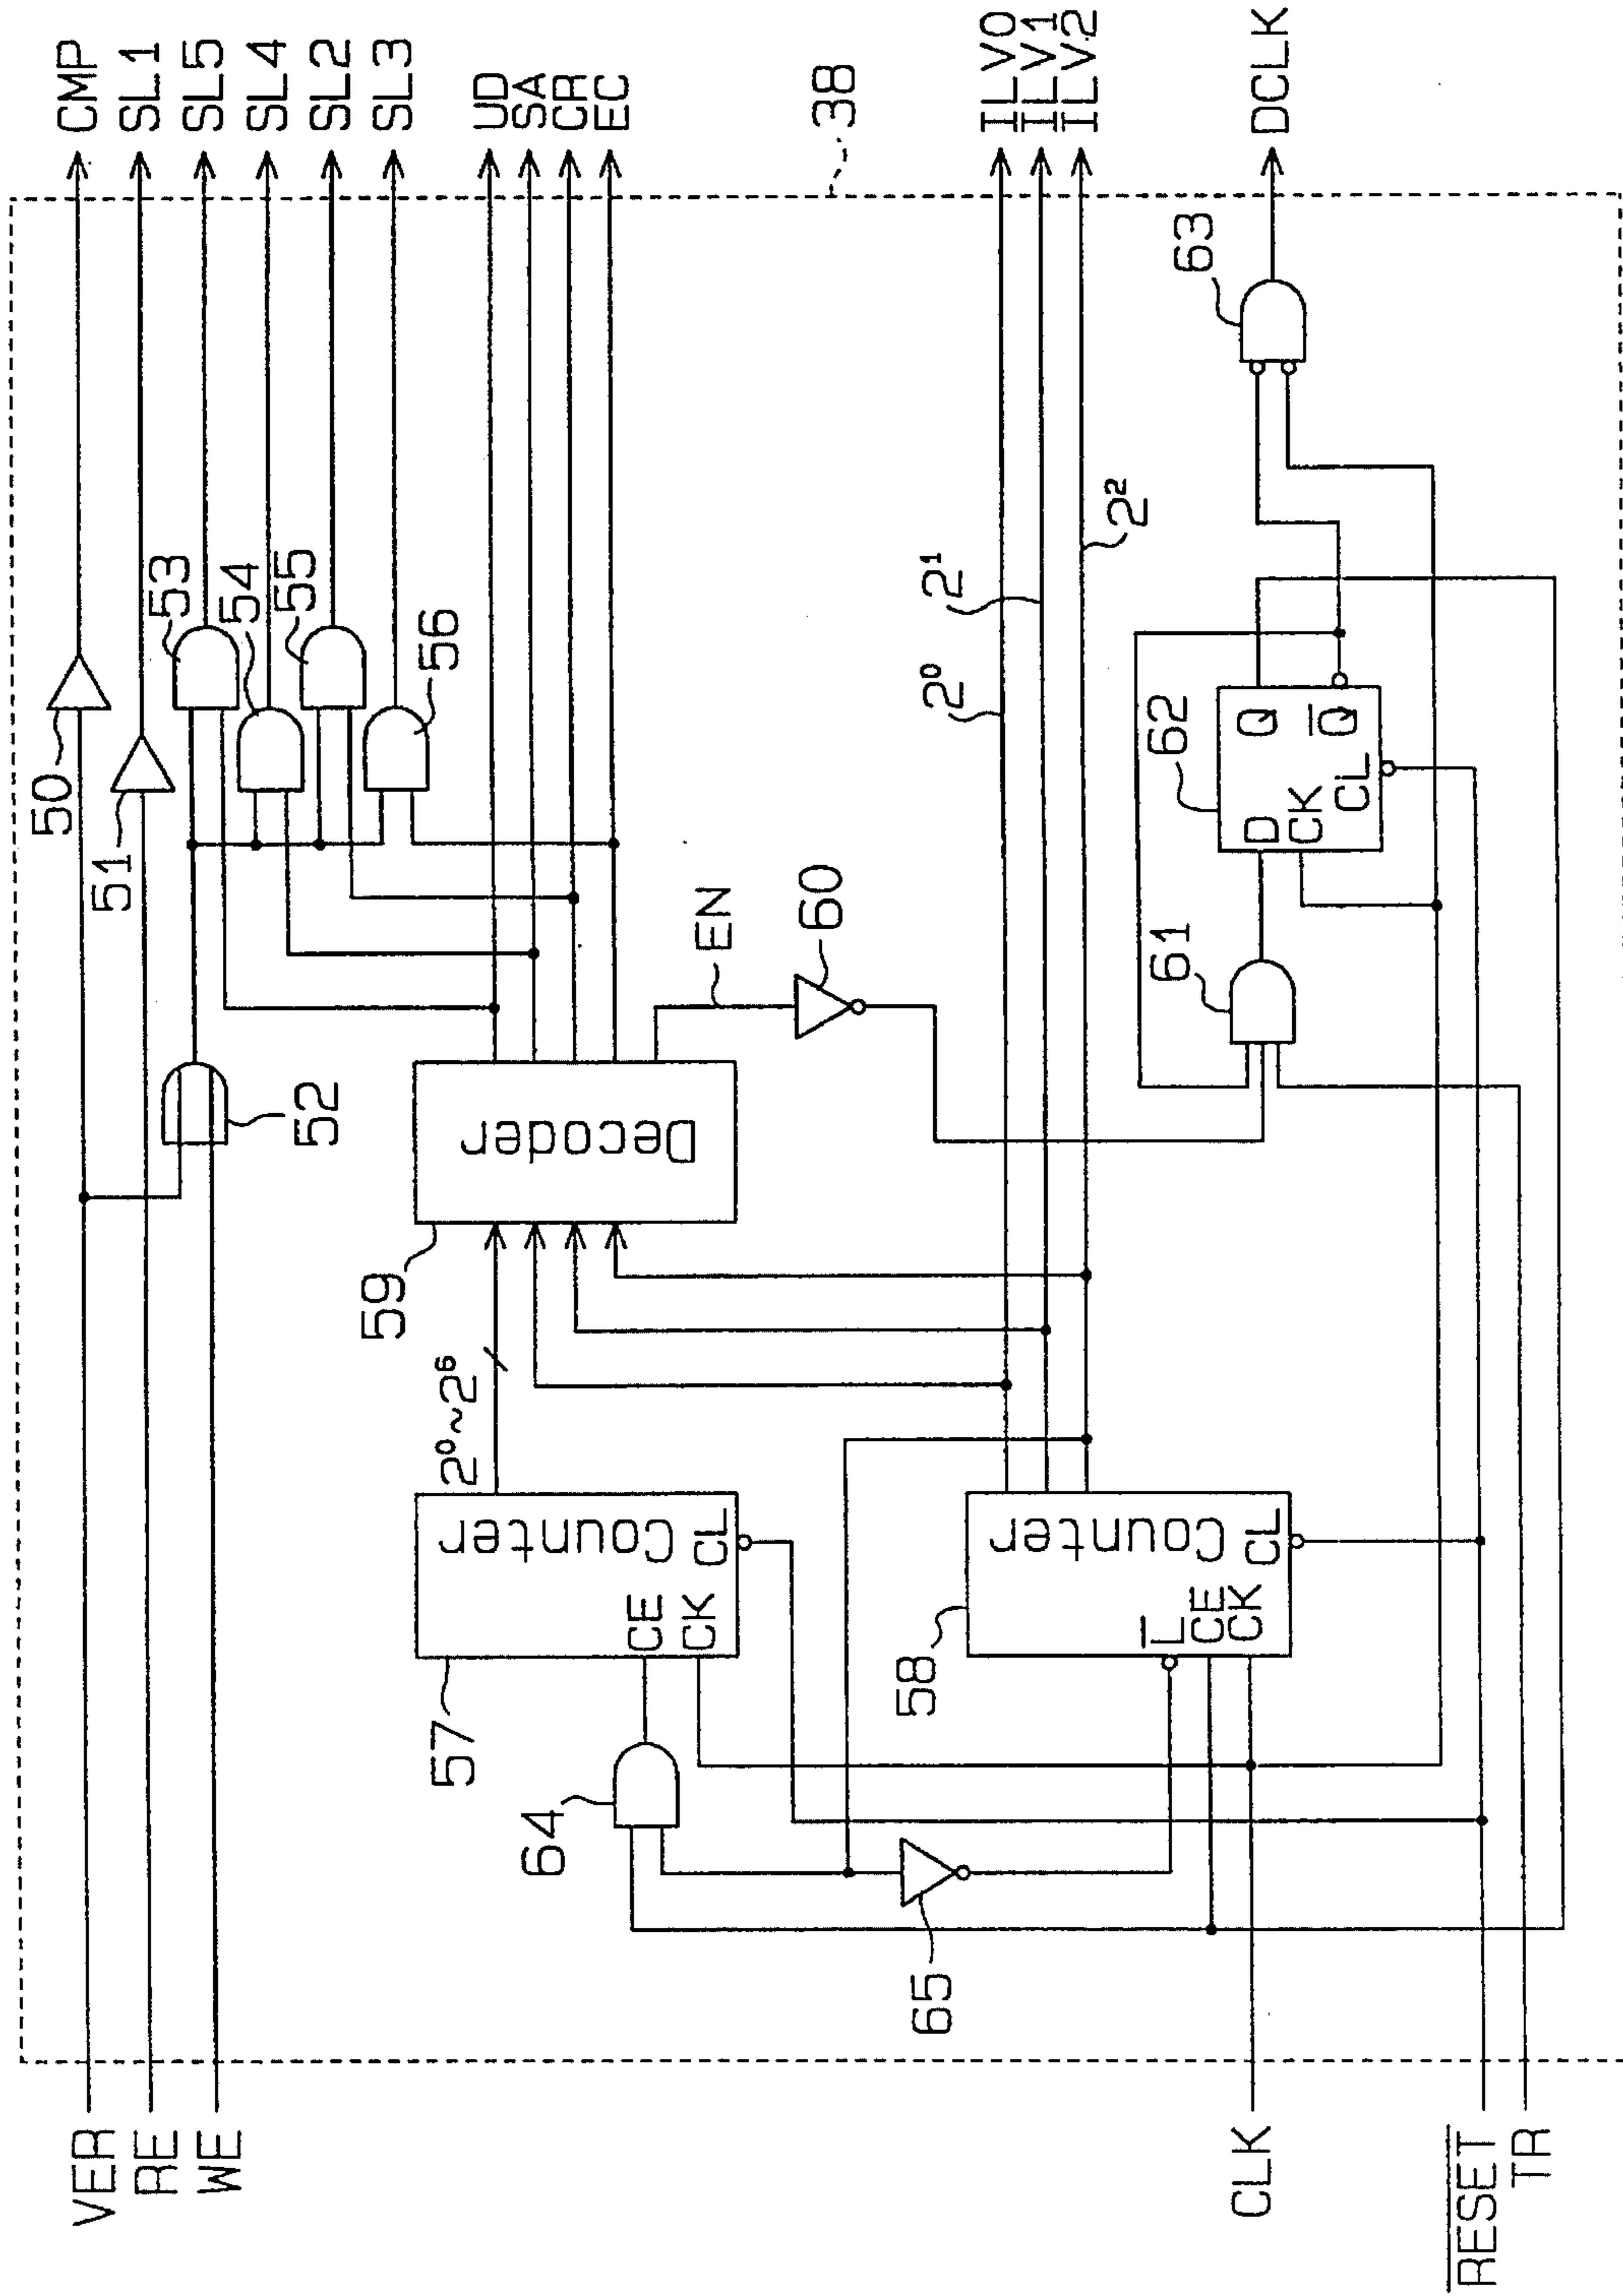 VER
RE
WE
CLK
RESET
TR
50
51
52
53
54
55
56
CMP
SL1
SL5
SL4
SL2
SL3
UD
SA
CR
EC
38
57
Counter
CE
CK
CL
2⁰~2⁶
59
Decoder
EN
60
64
65
58
Counter
L
CE
CK
CL
2⁰
2¹
2²
ILV0
ILV1
ILV2
61
62
D
CK
CL
Q
Q
63
DCLK